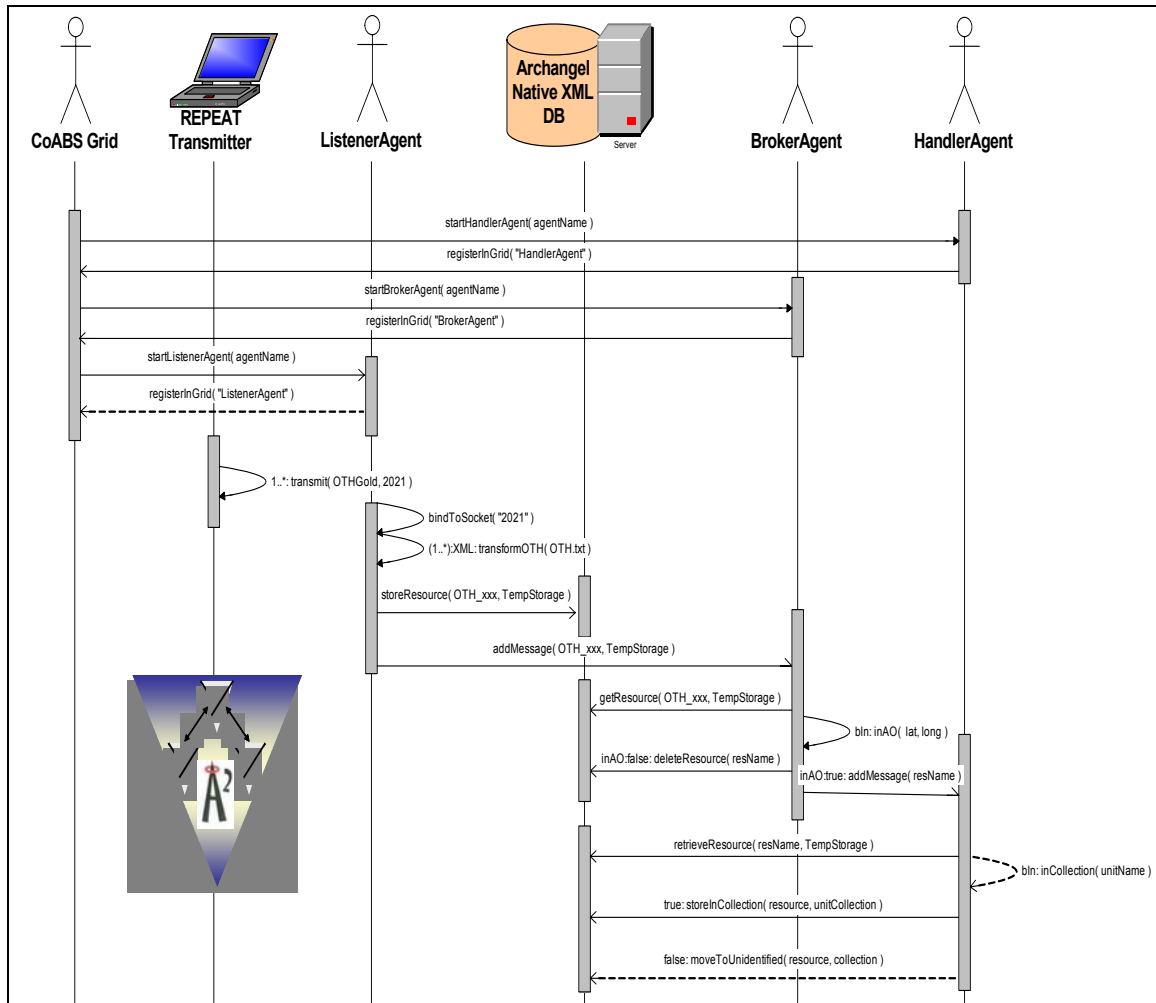 CoABS Grid
REPEAT
Transmitter
ListenerAgent
Archangel
Native XML
DB
Server
BrokerAgent
HandlerAgent
startHandlerAgent( agentName )
registerInGrid( "HandlerAgent" )
startBrokerAgent( agentName )
registerInGrid( "BrokerAgent" )
startListenerAgent( agentName )
registerInGrid( "ListenerAgent" )
1..*: transmit( OTHGold, 2021 )
bindToSocket( "2021" )
(1..*):XML: transformOTH( OTH.txt )
storeResource( OTH_xxx, TempStorage )
addMessage( OTH_xxx, TempStorage )
getResource( OTH_xxx, TempStorage )
bln: inAO( lat, long )
inAO:false: deleteResource( resName )
inAO:true: addMessage( resName )
A2
retrieveResource( resName, TempStorage )
bln: inCollection( unitName )
true: storeInCollection( resource, unitCollection )
false: moveToUnidentified( resource, collection )